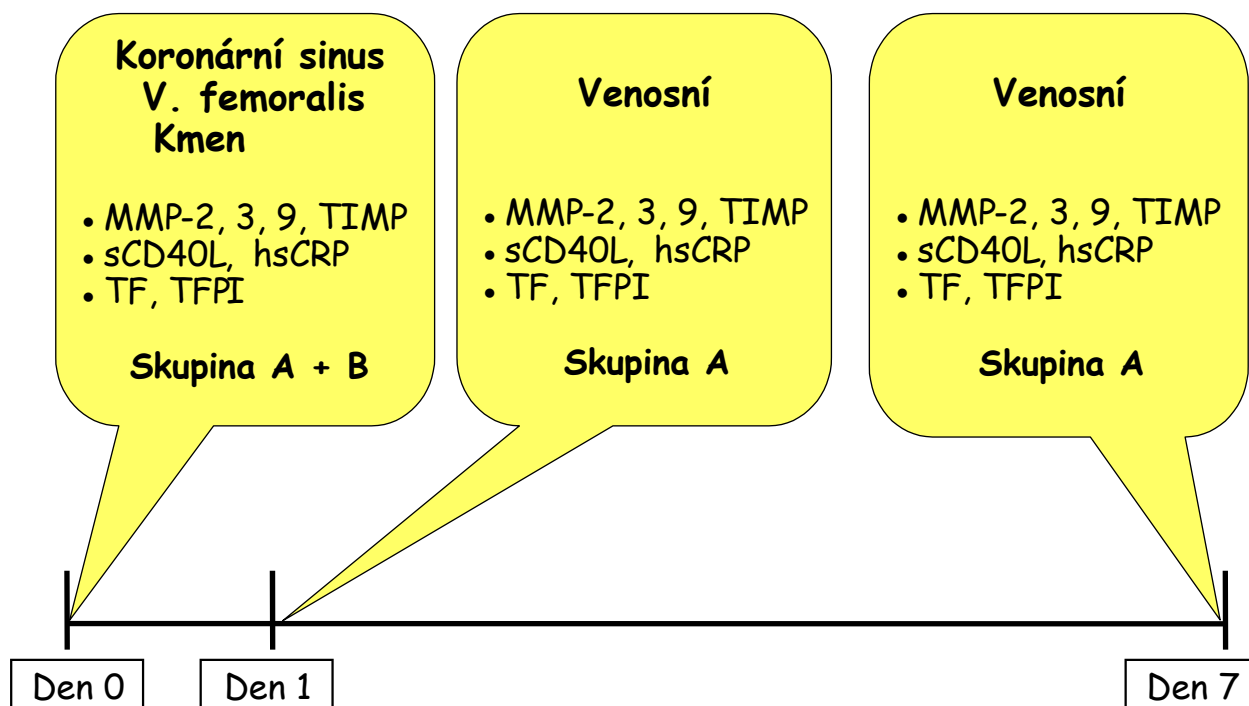 Koronární sinus
V. femoralis
Kmen
• MMP-2, 3, 9, TIMP
• sCD40L, hsCRP
• TF, TFPI
Skupina A + B
Venosní
• MMP-2, 3, 9, TIMP
• sCD40L, hsCRP
• TF, TFPI
Skupina A
Venosní
• MMP-2, 3, 9, TIMP
• sCD40L, hsCRP
• TF, TFPI
Skupina A
Den 0
Den 1
Den 7